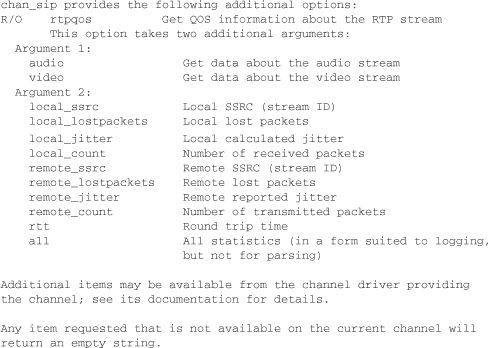 chan_sip provides the following additional options:
R/O rtpqos Get QOS information about the RTP stream
This option takes two additional arguments:
Argument 1:
audio Get data about the audio stream
video Get data about the video stream
Argument 2:
local_ssrc Local SSRC (stream ID)
local_lostpackets Local lost packets
local_jitter Local calculated jitter
local_count Number of received packets
remote_ssrc Remote SSRC (stream ID)
remote_lostpackets Remote lost packets
remote_jitter Remote reported jitter
remote_count Number of transmitted packets
rtt Round trip time
all All statistics (in a form suited to logging,
but not for parsing)
Additional items may be available from the channel driver providing
the channel; see its documentation for details.
Any item requested that is not available on the current channel will
return an empty string.